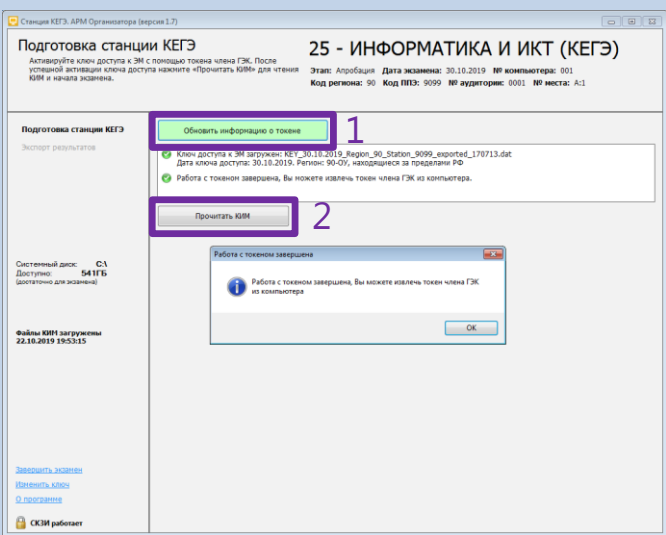 Станция КЕГЭ. АРМ Организатора (версия 1.7)
Подготовка станции КЕГЭ
Активируйте ключ доступа к ЭМ с помощью токена члена ГЭК. После
успешной активации ключа доступа нажмите «Прочитать КИМ» для чтения
КИМ и начала экзамена.
25 - ИНФОРМАТИКА И ИКТ (КЕГЭ)
Этап: Апробация Дата экзамена: 30.10.2019 № компьютера: 001
Код региона: 90 Код ППЭ: 9099 № аудитории: 0001 № места: А:1
Подготовка станции КЕГЭ
Экспорт результатов
Обновить информацию о токене
1
Ключ доступа к ЭМ загружен: KEY_30.10.2019_Region_90_Station_9099_exported_170713.dat
Дата ключа доступа: 30.10.2019. Регион: 90-ОУ, находящиеся за пределами РФ
Работа с токеном завершена, Вы можете извлечь токен члена ГЭК из компьютера.
Прочитать КИМ
2
Работа с токеном завершена
Работа с токеном завершена, Вы можете извлечь токен члена ГЭК
из компьютера
OK
Системный диск: C:\
Доступно: 541ГБ
(достаточно для экзамена)
Файлы КИМ загружены
22.10.2019 19:53:15
Завершить экзамен
Изменить ключ
О программе
СКЗИ работает